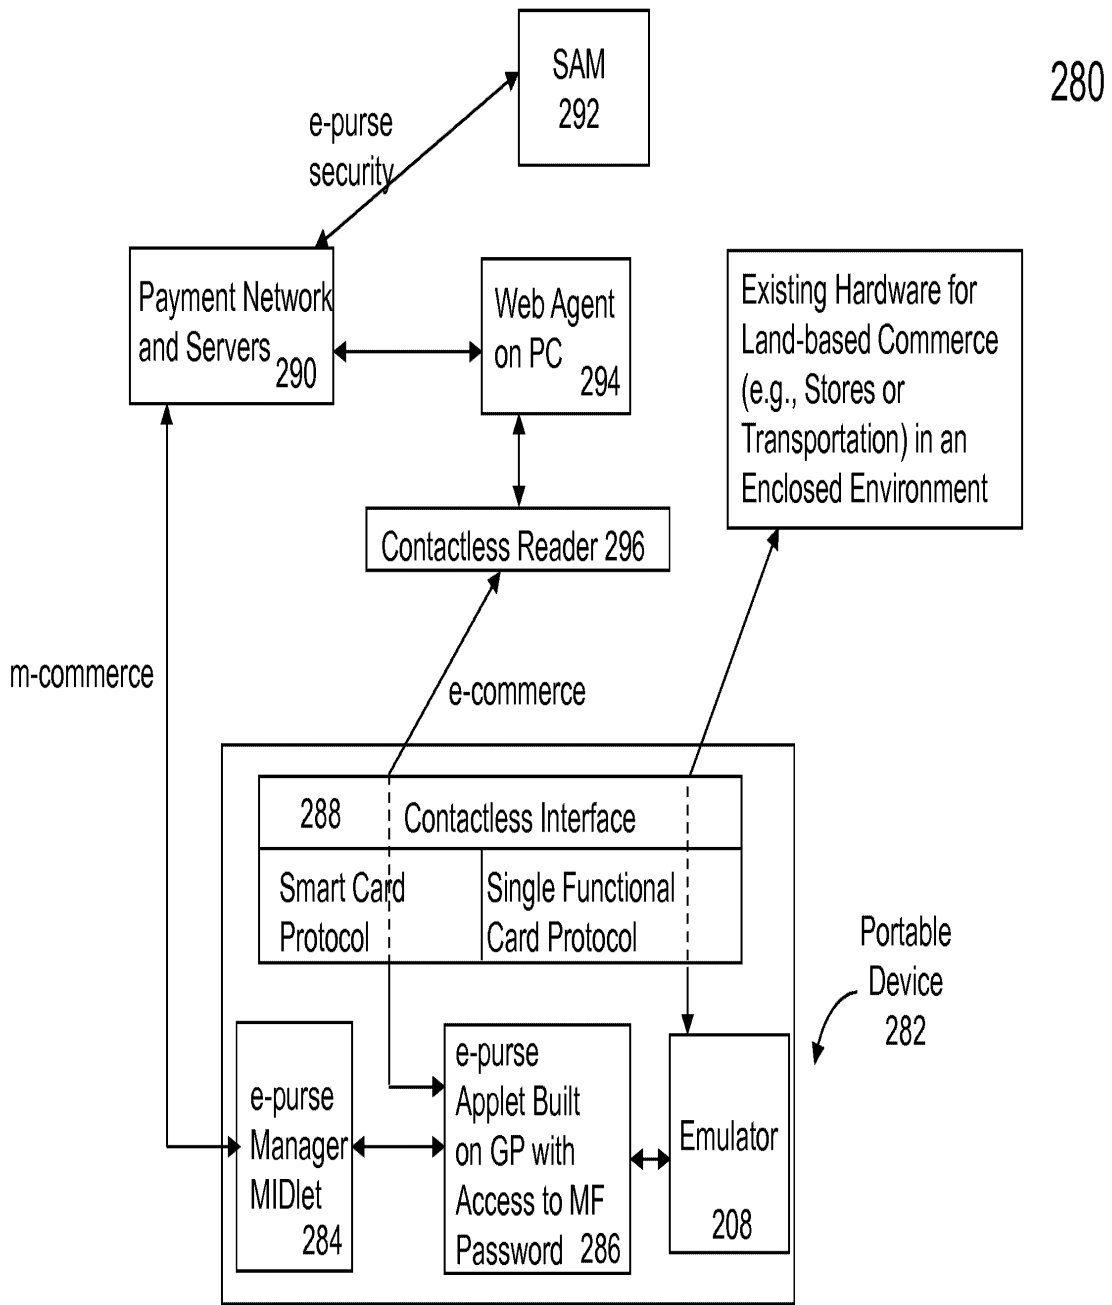 SAM
292
280
e-purse
security
Payment Network
and Servers
290
Web Agent
on PC
294
Existing Hardware for
Land-based Commerce
(e.g., Stores or
Transportation) in an
Enclosed Environment
Contactless Reader 296
m-commerce
e-commerce
288 Contactless Interface
Smart Card
Protocol
Single Functional
Card Protocol
Portable
Device
282
e-purse
Manager
MIDlet
284
e-purse
Applet Built
on GP with
Access to MF
Password 286
Emulator
208